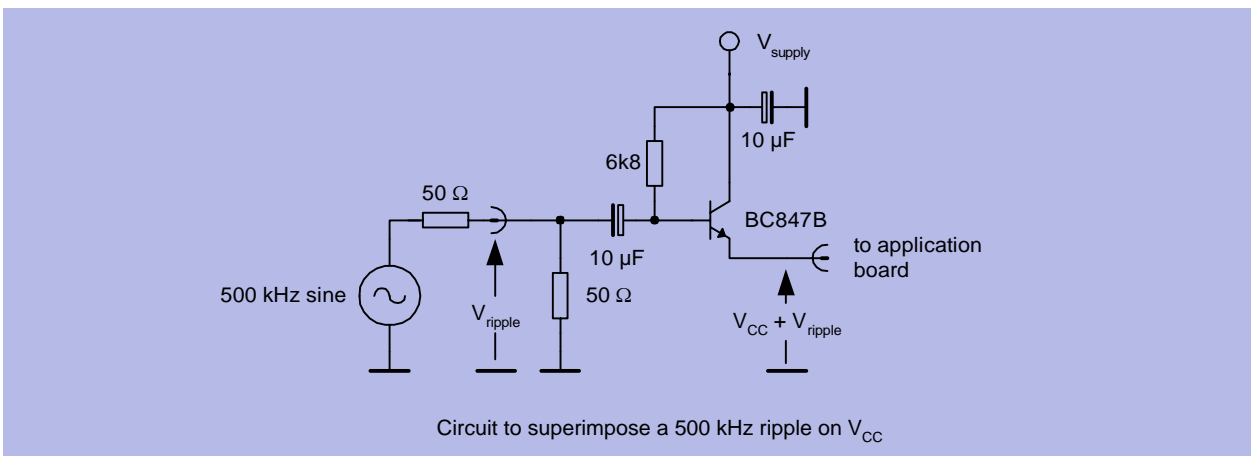 V_supply
10 µF
6k8
50 Ω
BC847B
to application
board
10 µF
500 kHz sine
50 Ω
V_ripple
V_CC + V_ripple
Circuit to superimpose a 500 kHz ripple on V_CC